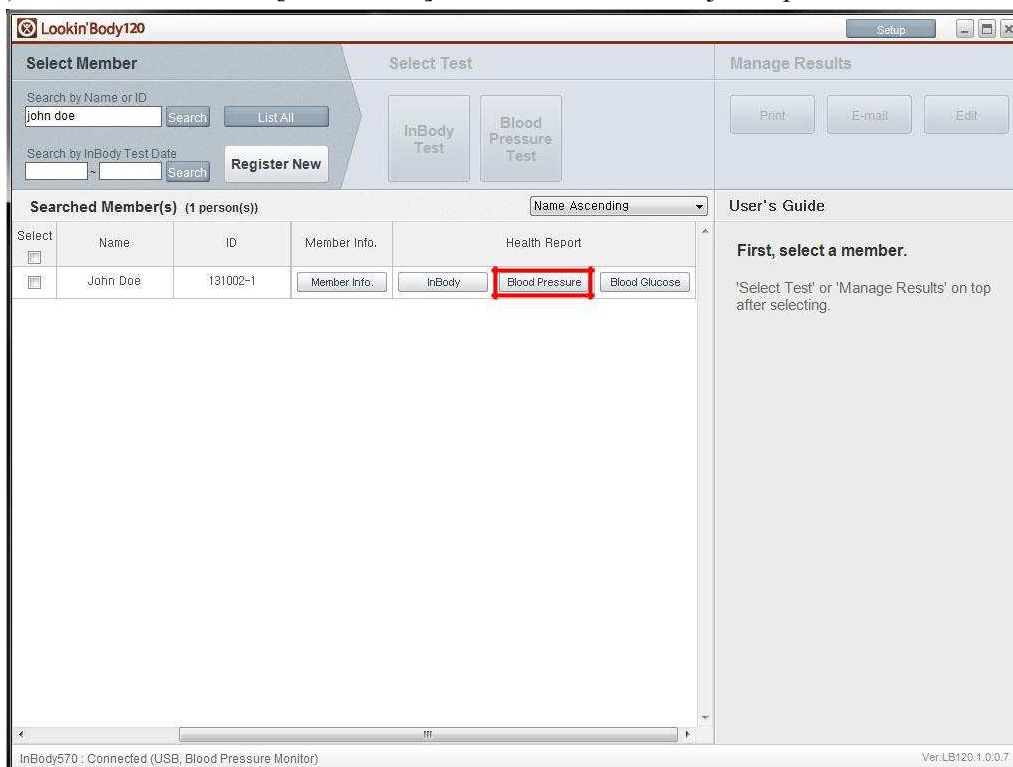 Lookin'Body120
Setup
Select Member
Select Test
Manage Results
Search by Name or ID
john doe
Search
List All
Search by InBody Test Date
~
Search
Register New
InBody
Test
Blood
Pressure
Test
Print
E-mail
Edit
Searched Member(s) (1 person(s))
Name Ascending
User's Guide
Select
Name
ID
Member Info.
Health Report
John Doe
131002-1
Member Info.
InBody
Blood Pressure
Blood Glucose
First, select a member.
'Select Test' or 'Manage Results' on top
after selecting.
InBody570 : Connected (USB, Blood Pressure Monitor)
Ver.LB120.1.0.0.7